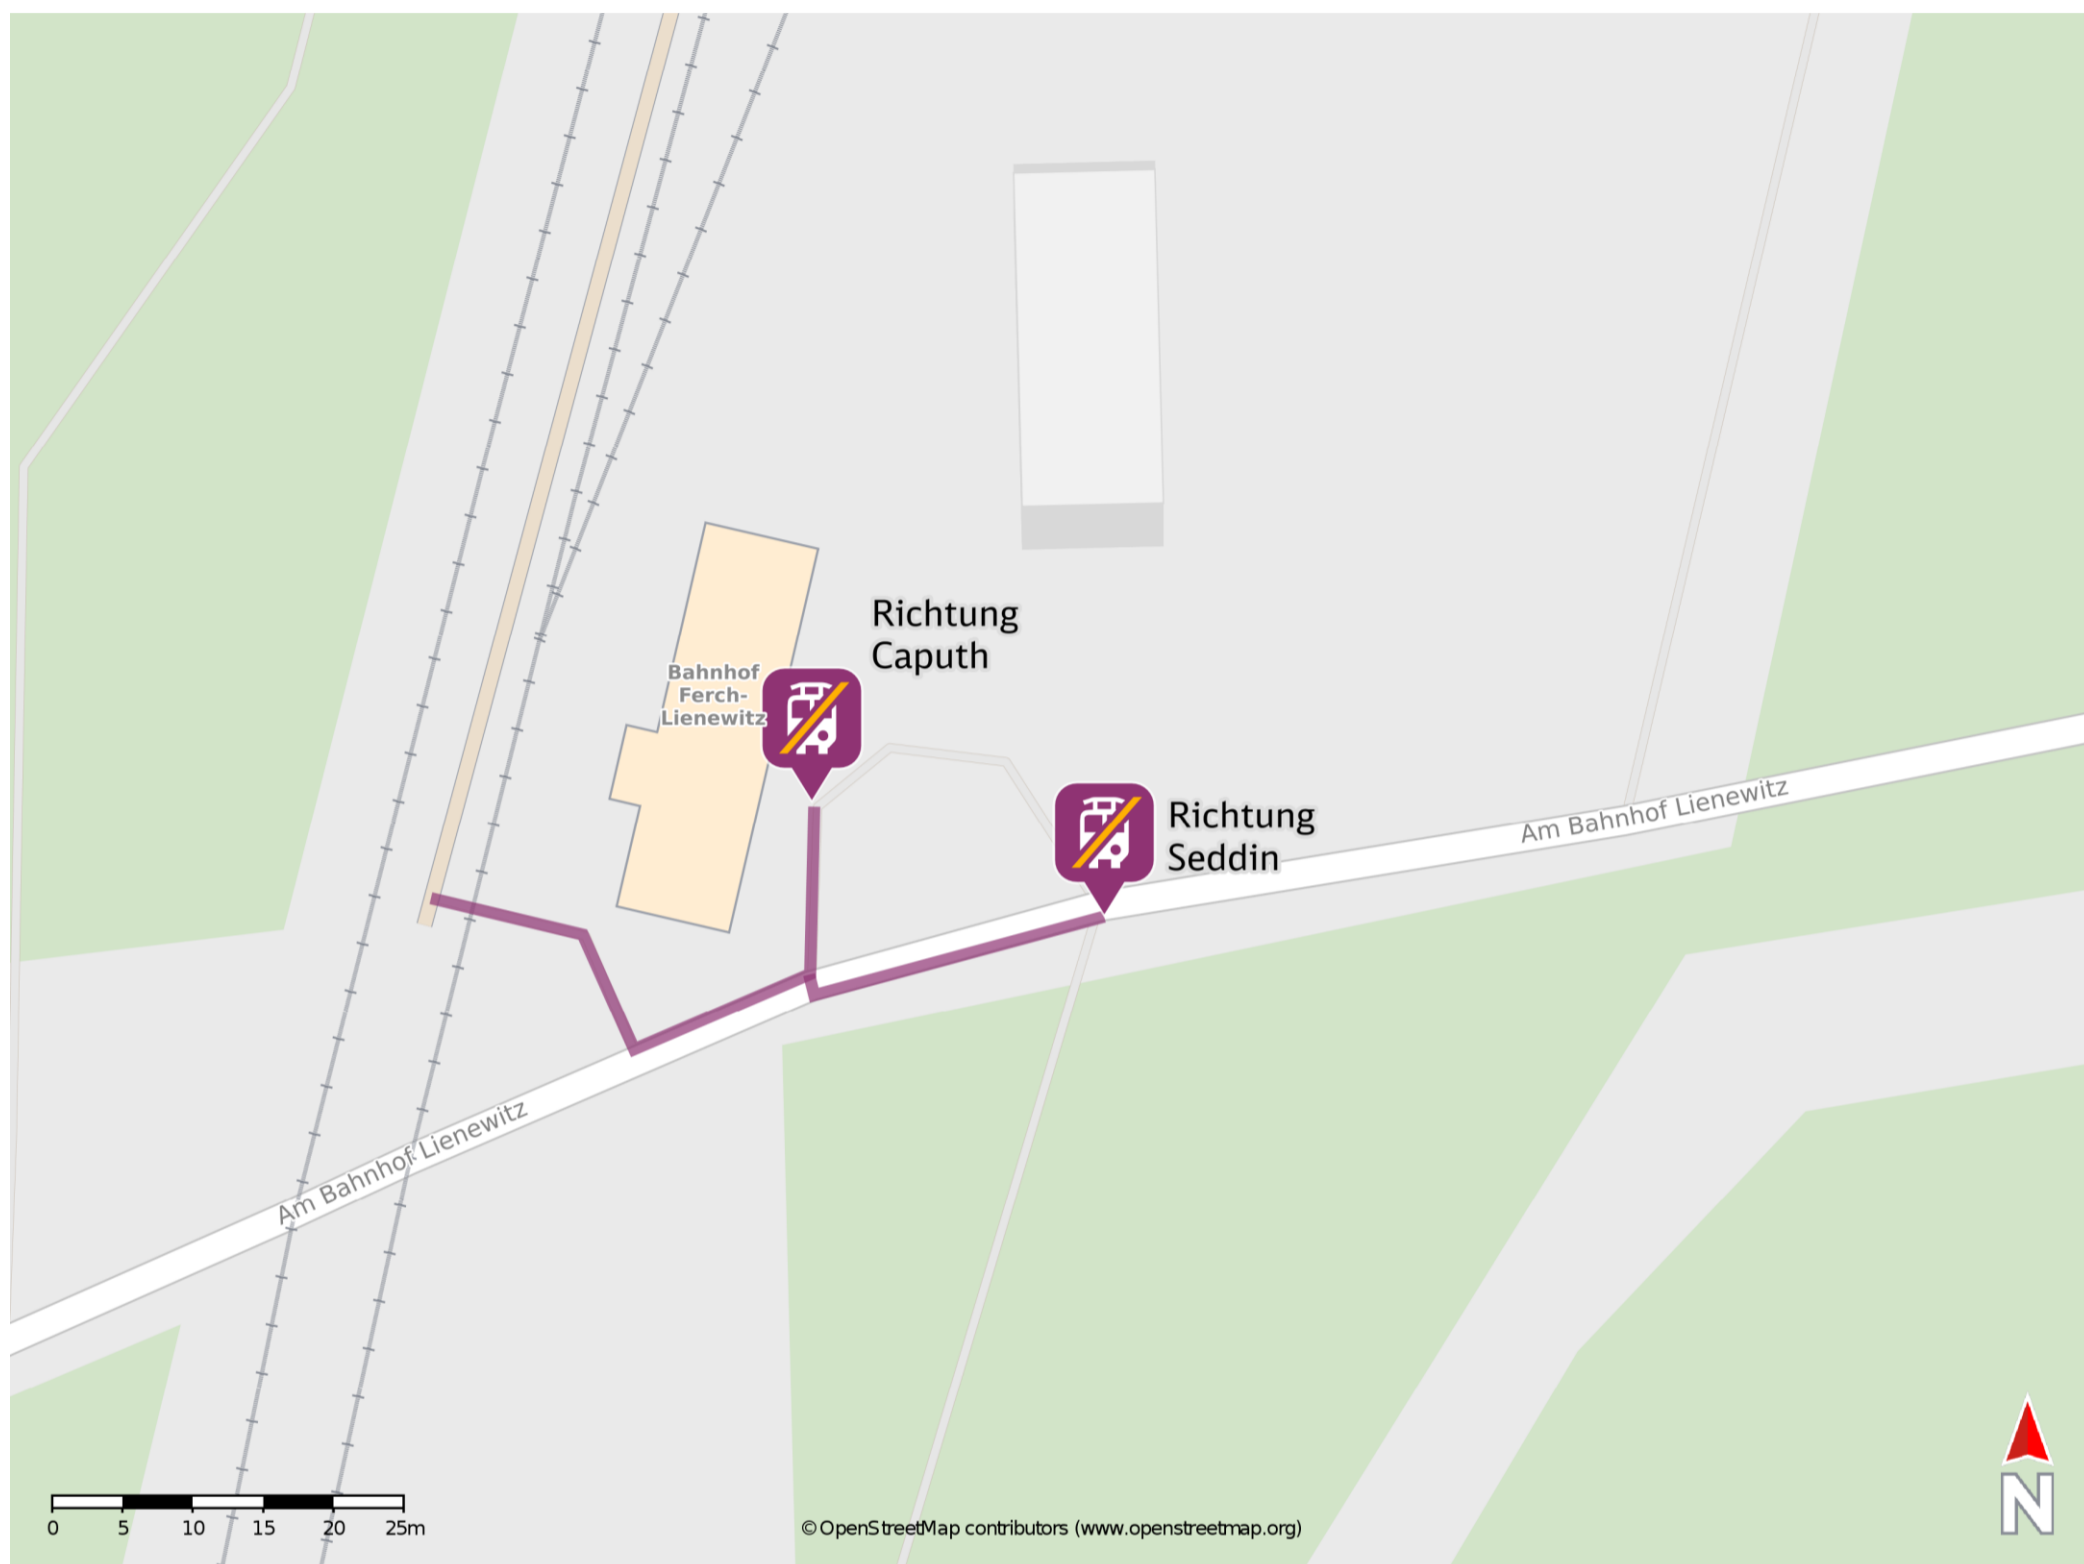 Richtung
Caputh
Bahnhof
Ferch-
Lienewitz
Richtung
Seddin
Am Bahnhof Lienewitz
Am Bahnhof Lienewitz
0 5 10 15 20 25m
© OpenStreetMap contributors (www.openstreetmap.org)
N